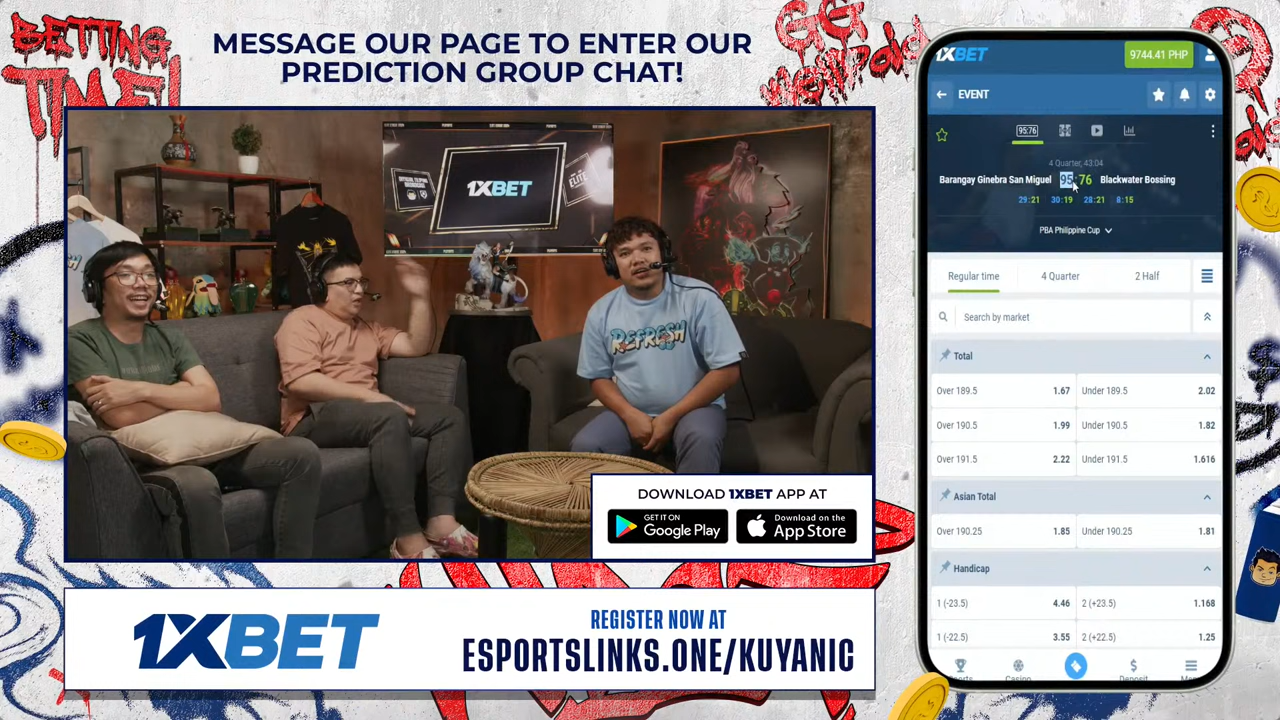 BETTING
TIME!
MESSAGE OUR PAGE TO ENTER OUR
PREDICTION GROUP CHAT!
1XBET
REFRESH
DOWNLOAD 1XBET APP AT
GET IT ON
Google Play
Download on the
App Store
1XBET
REGISTER NOW AT
ESPORTSLINKS.ONE/KUYANIC
1XBET
9744.41 PHP
EVENT
95:76
4 Quarter, 43:04
Barangay Ginebra San Miguel 95:76 Blackwater Bossing
29:21 30:19 28:21 8:15
PBA Philippine Cup
Regular time 4 Quarter 2 Half
Search by market
Total
Over 189.5 1.67 Under 189.5 2.02
Over 190.5 1.99 Under 190.5 1.82
Over 191.5 2.22 Under 191.5 1.616
Asian Total
Over 190.25 1.85 Under 190.25 1.81
Handicap
1 (-23.5) 4.46 2 (+23.5) 1.168
1 (-22.5) 3.55 2 (+22.5) 1.25
Casino
Deposit